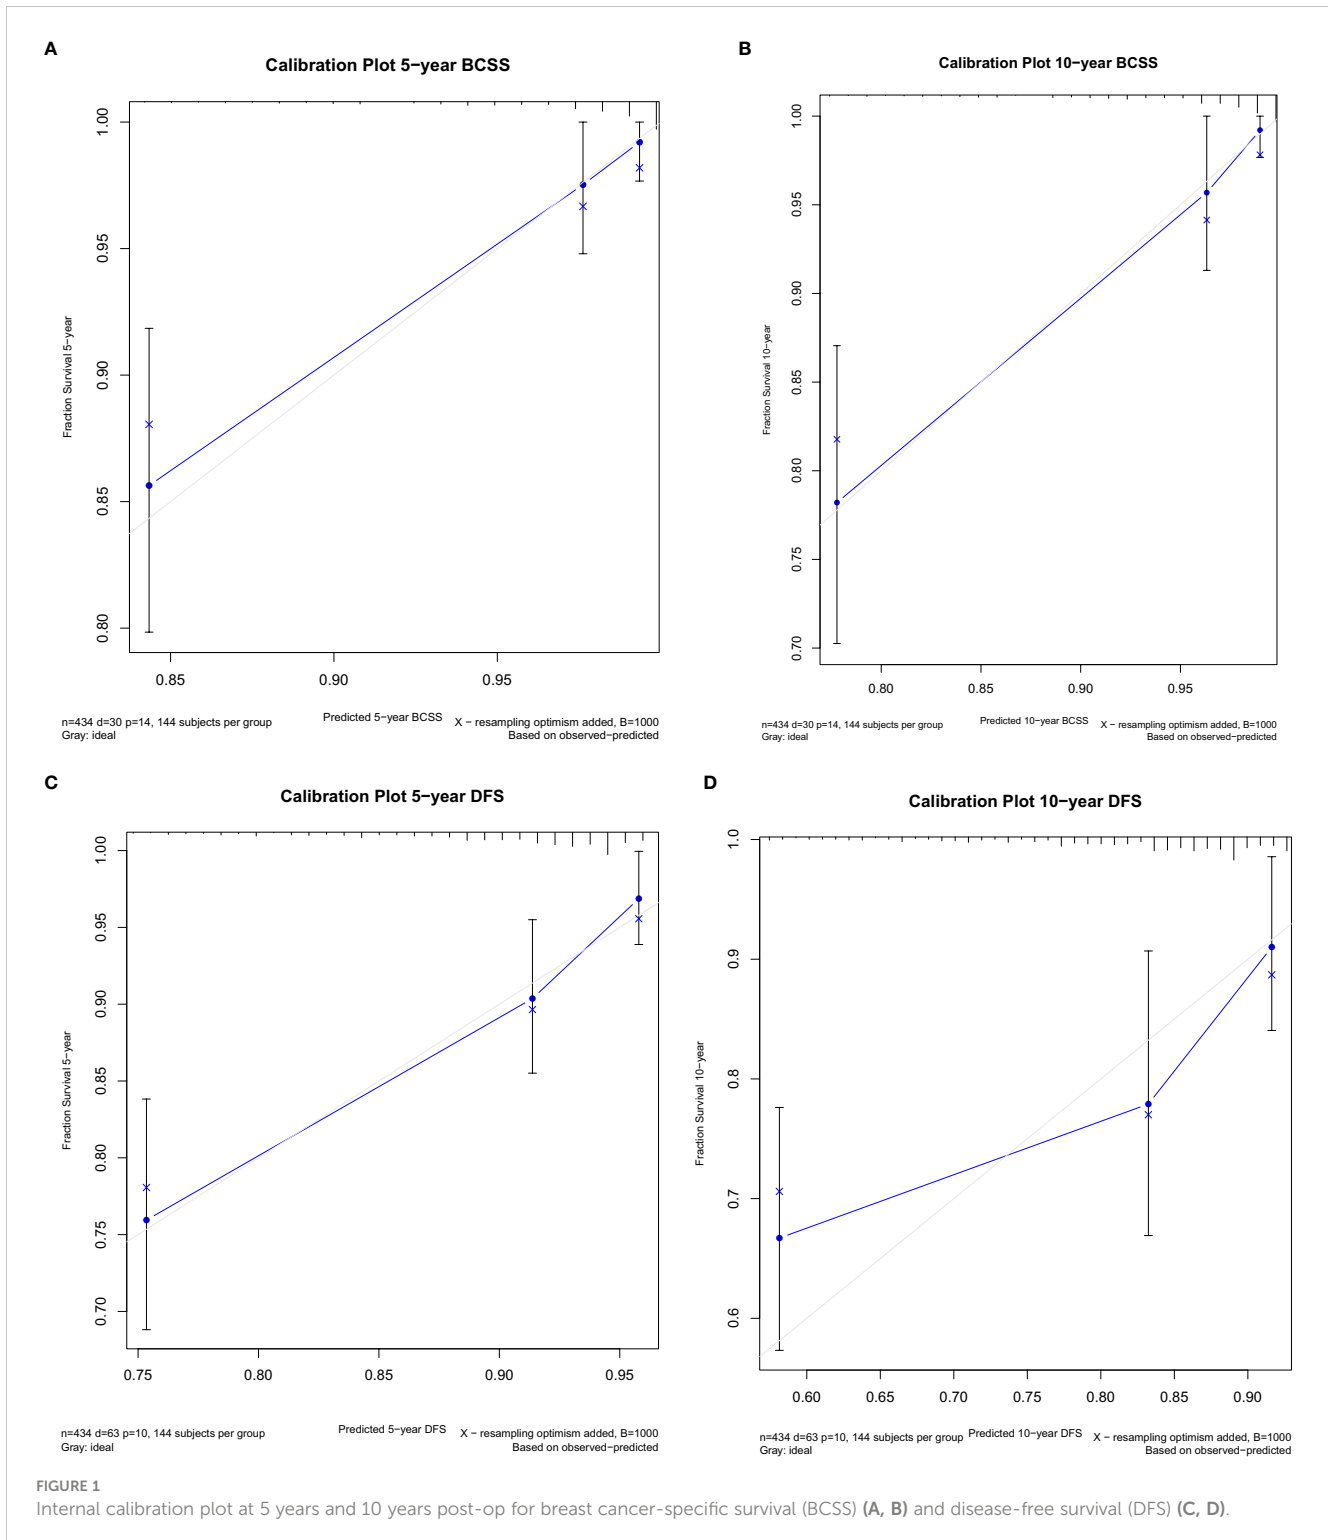 A
Calibration Plot 5−year BCSS
Fraction Survival 5−year
1.00
0.95
0.90
0.85
0.80
0.85
0.90
0.95
n=434 d=30 p=14, 144 subjects per group
Gray: ideal
Predicted 5−year BCSS
X − resampling optimism added, B=1000
Based on observed−predicted
B
Calibration Plot 10−year BCSS
Fraction Survival 10−year
1.00
0.95
0.90
0.85
0.80
0.75
0.70
0.80
0.85
0.90
0.95
n=434 d=30 p=14, 144 subjects per group
Gray: ideal
Predicted 10−year BCSS
X − resampling optimism added, B=1000
Based on observed−predicted
C
Calibration Plot 5−year DFS
Fraction Survival 5−year
1.00
0.95
0.90
0.85
0.80
0.75
0.70
0.75
0.80
0.85
0.90
0.95
n=434 d=63 p=10, 144 subjects per group
Gray: ideal
Predicted 5−year DFS
X − resampling optimism added, B=1000
Based on observed−predicted
D
Calibration Plot 10−year DFS
Fraction Survival 10−year
1.0
0.9
0.8
0.7
0.6
0.60
0.65
0.70
0.75
0.80
0.85
0.90
n=434 d=63 p=10, 144 subjects per group
Gray: ideal
Predicted 10−year DFS
X − resampling optimism added, B=1000
Based on observed−predicted
FIGURE 1
Internal calibration plot at 5 years and 10 years post-op for breast cancer-specific survival (BCSS) (A, B) and disease-free survival (DFS) (C, D).